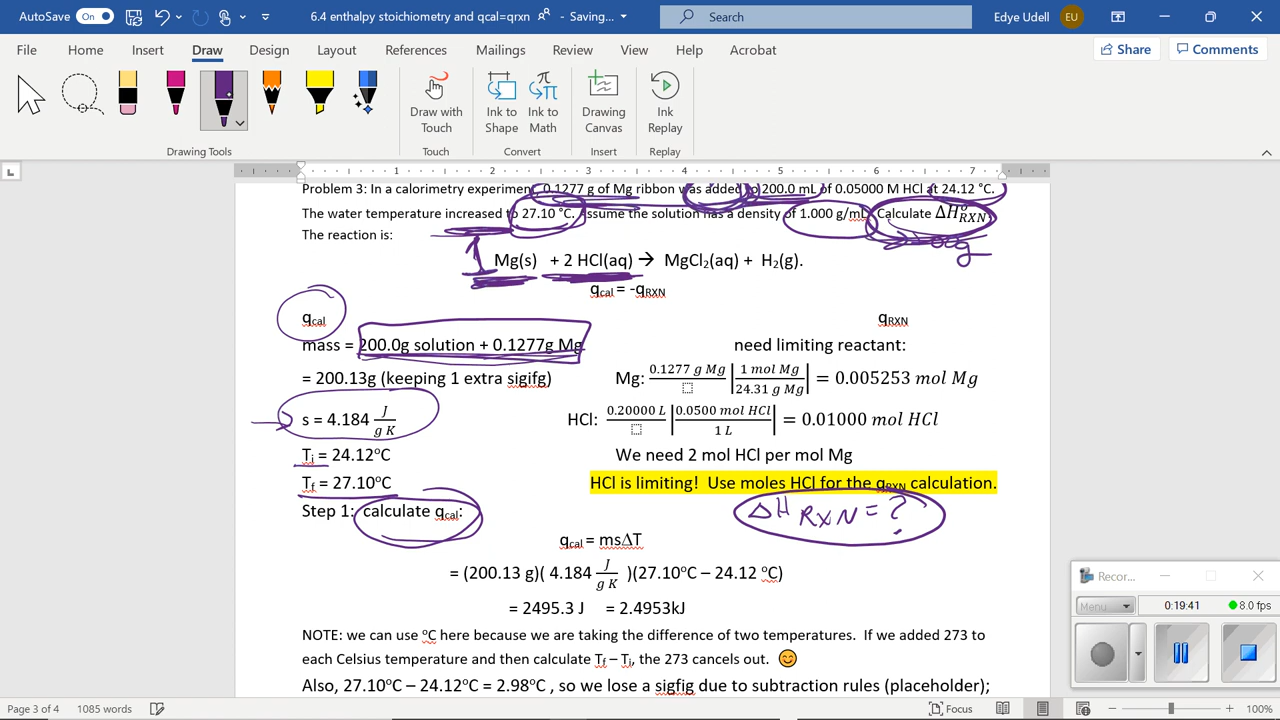 AutoSave On 6.4 enthalpy stoichiometry and qcal=qrxn Saving... Search Edye Udell EU
File Home Insert Draw Design Layout References Mailings Review View Help Acrobat Share Comments
Draw with Touch Ink to Shape Ink to Math Drawing Canvas Ink Replay
Drawing Tools Touch Convert Insert Replay
1 2 3 4 5 6 7
Problem 3: In a calorimetry experiment, 0.1277 g of Mg ribbon was added to 200.0 mL of 0.05000 M HCl at 24.12 °C.
The water temperature increased to 27.10 °C. Assume the solution has a density of 1.000 g/mL. Calculate ΔH°RXN.
The reaction is:
g
1 Mg(s) + 2 HCl(aq) → MgCl₂(aq) + H₂(g).
qcal = -qRXN
qcal qRXN
mass = 200.0g solution + 0.1277g Mg need limiting reactant:
= 200.13g (keeping 1 extra sigifg) Mg: 0.1277 g Mg | 1 mol Mg / 24.31 g Mg | = 0.005253 mol Mg
s = 4.184 J / g K HCl: 0.20000 L | 0.0500 mol HCl / 1 L | = 0.01000 mol HCl
Ti = 24.12°C We need 2 mol HCl per mol Mg
Tf = 27.10°C HCl is limiting! Use moles HCl for the qRXN calculation.
Step 1: calculate qcal: ΔH RXN = ?
qcal = msΔT
= (200.13 g)( 4.184 J / g K )(27.10°C – 24.12 °C)
= 2495.3 J = 2.4953kJ
NOTE: we can use °C here because we are taking the difference of two temperatures. If we added 273 to
each Celsius temperature and then calculate Tf – Ti, the 273 cancels out. 😊
Also, 27.10°C – 24.12°C = 2.98°C , so we lose a sigfig due to subtraction rules (placeholder);
Recor...
Menu 0:19:41 8.0 fps
Page 3 of 4 1085 words Focus 100%